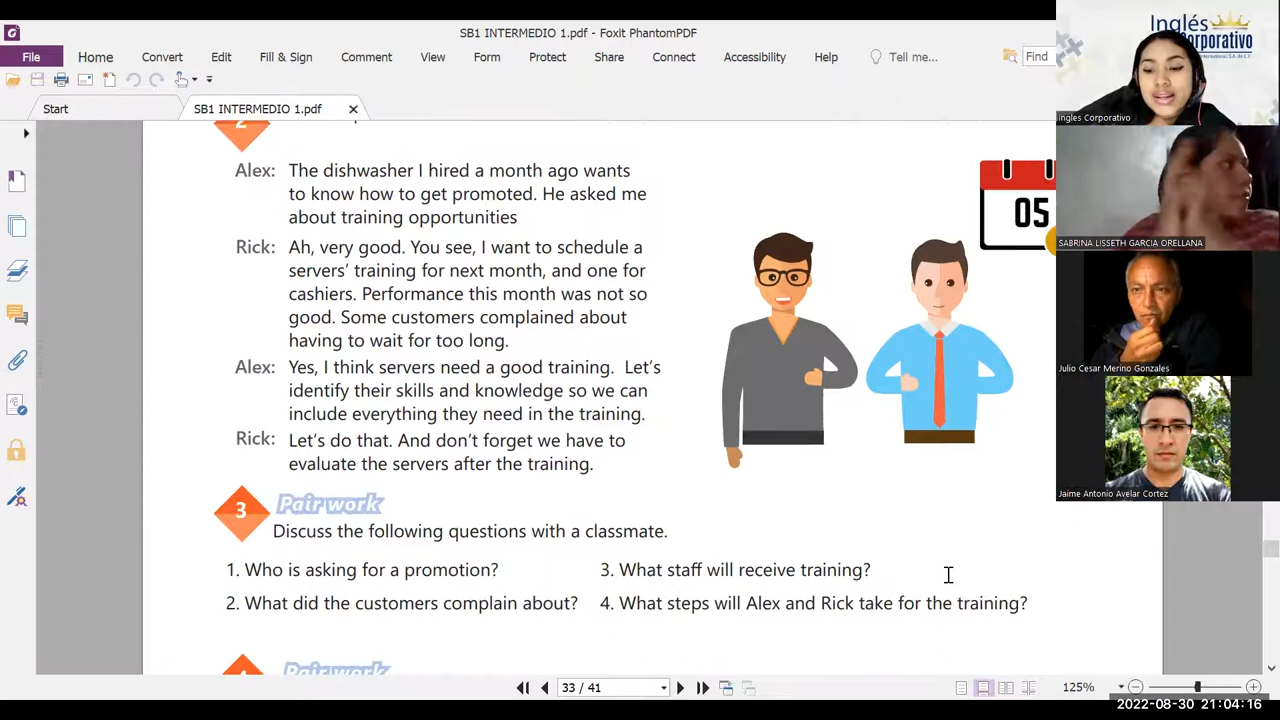 SB1 INTERMEDIO 1.pdf - Foxit PhantomPDF
File Home Convert Edit Fill & Sign Comment View Form Protect Share Connect Accessibility Help Tell me... Find
Start SB1 INTERMEDIO 1.pdf
2
Alex: The dishwasher I hired a month ago wants
to know how to get promoted. He asked me
about training opportunities
Rick: Ah, very good. You see, I want to schedule a
servers' training for next month, and one for
cashiers. Performance this month was not so
good. Some customers complained about
having to wait for too long.
Alex: Yes, I think servers need a good training. Let's
identify their skills and knowledge so we can
include everything they need in the training.
Rick: Let's do that. And don't forget we have to
evaluate the servers after the training.
05
3 Pair work
Discuss the following questions with a classmate.
1. Who is asking for a promotion? 3. What staff will receive training?
2. What did the customers complain about? 4. What steps will Alex and Rick take for the training?
Pair work
33 / 41
125%
2022-08-30 21:04:16
Inglés
Corporativo
Ingles Corporativo
SABRINA LISSETH GARCIA ORELLANA
Julio Cesar Merino Gonzales
Jaime Antonio Avelar Cortez